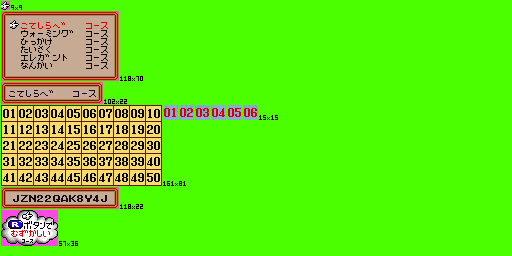 9x9
こてしらべ コース
ウォーミング コース
ひっかけ コース
たいさく コース
エレガント コース
なんかい コース
118x70
こてしらべ コース
102x22
01 02 03 04 05 06 07 08 09 10
01 02 03 04 05 06
15x15
11 12 13 14 15 16 17 18 19 20
21 22 23 24 25 26 27 28 29 30
31 32 33 34 35 36 37 38 39 40
41 42 43 44 45 46 47 48 49 50
161x81
JZN22QAK8Y4J
118x22
R ボタンで
むずかしい
コース
57x36